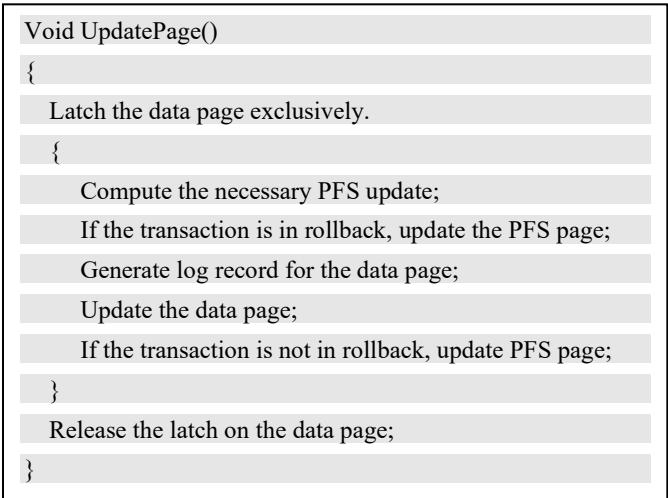 Void UpdatePage()
{
Latch the data page exclusively.
{
Compute the necessary PFS update;
If the transaction is in rollback, update the PFS page;
Generate log record for the data page;
Update the data page;
If the transaction is not in rollback, update PFS page;
}
Release the latch on the data page;
}